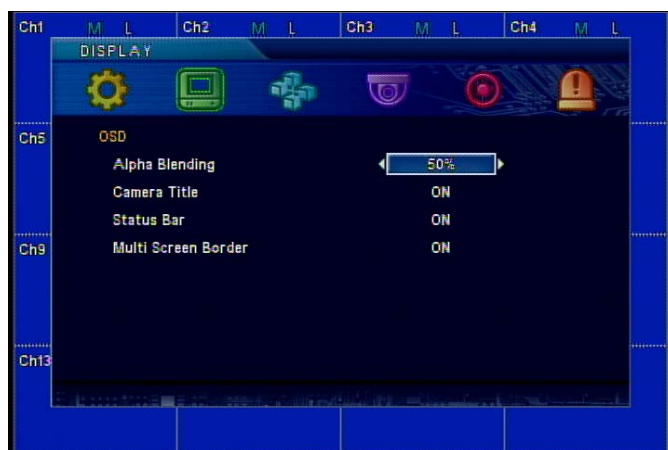 Ch1 M L Ch2 M L Ch3 M L Ch4 M L
DISPLAY
Ch5 OSD
Alpha Blending 50%
Camera Title ON
Status Bar ON
Ch9 Multi Screen Border ON
Ch13